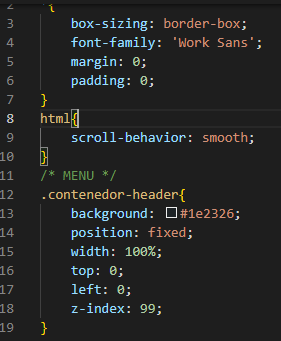 2 {
3 box-sizing: border-box;
4 font-family: 'Work Sans';
5 margin: 0;
6 padding: 0;
7 }
8 html{
9 scroll-behavior: smooth;
10 }
11 /* MENU */
12 .contenedor-header{
13 background: #1e2326;
14 position: fixed;
15 width: 100%;
16 top: 0;
17 left: 0;
18 z-index: 99;
19 }